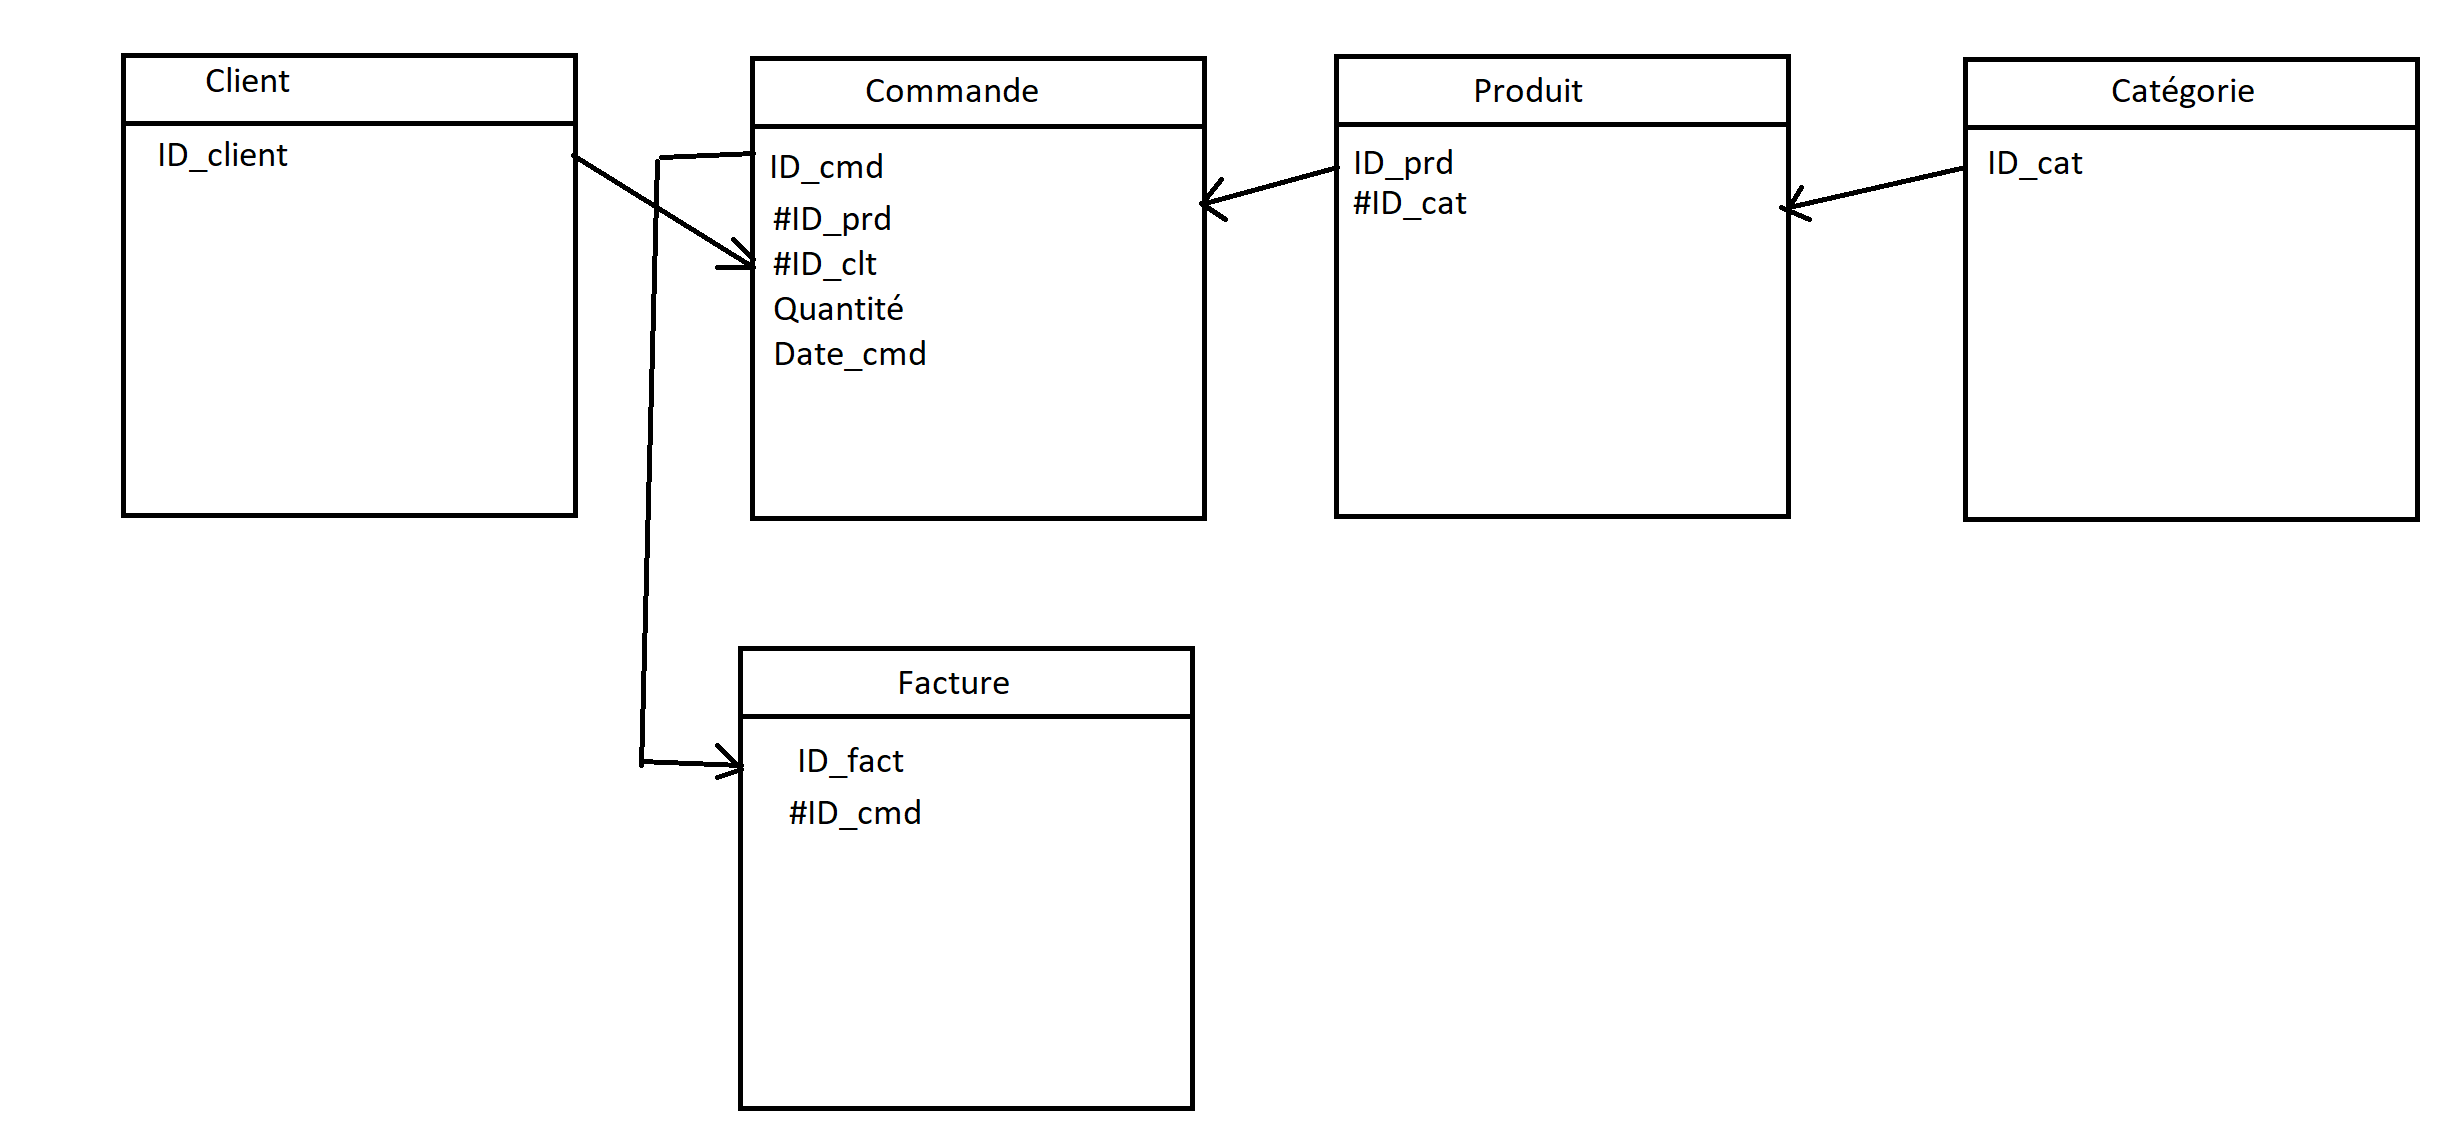 Client
ID_client
Commande
ID_cmd
#ID_prd
#ID_clt
Quantité
Date_cmd
Produit
ID_prd
#ID_cat
Catégorie
ID_cat
Facture
ID_fact
#ID_cmd